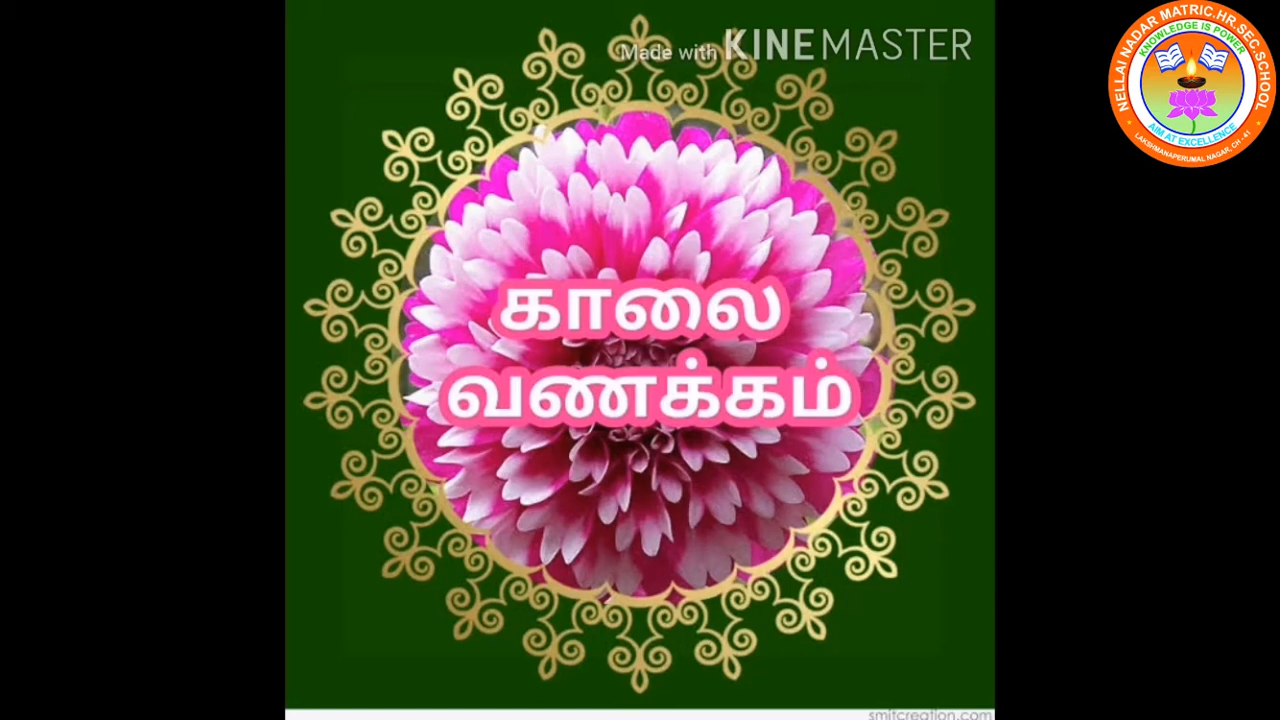 Made with KINEMASTER
NELLAI NADAR MATRIC.HR.SEC.SCHOOL
KNOWLEDGE IS POWER
AIM AT EXCELLENCE
LAKSHMANAPERUMAL NAGAR, CH - 41
காலை
வணக்கம்
smitcreation.com